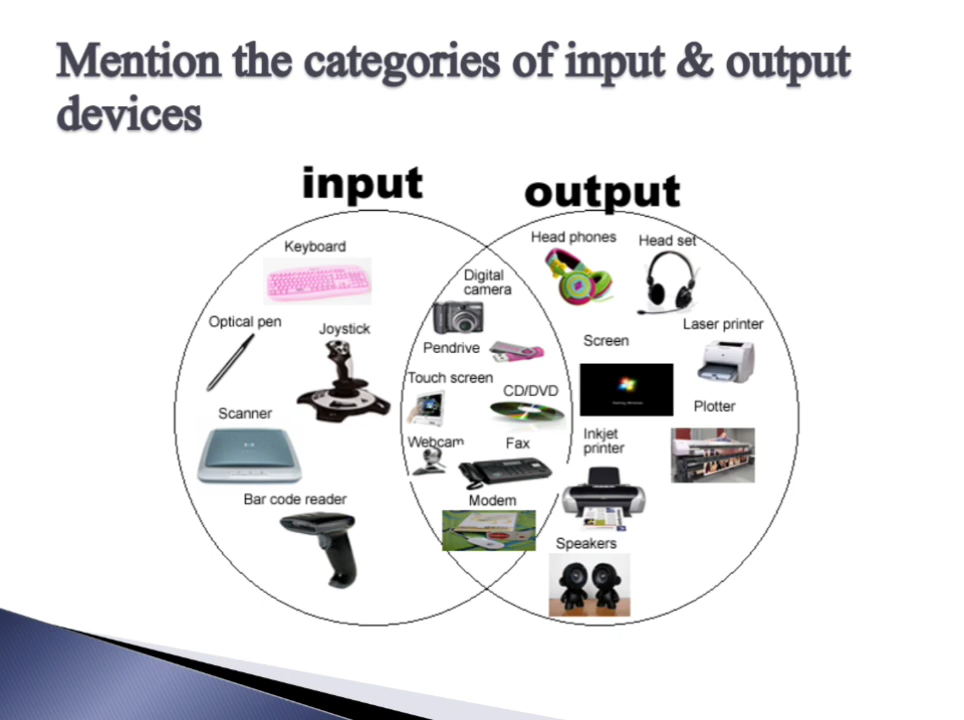 Mention the categories of input & output
devices
input
output
Keyboard
Optical pen
Joystick
Scanner
Bar code reader
Digital
camera
Pendrive
Touch screen
CD/DVD
Webcam
Fax
Modem
Head phones
Head set
Screen
Laser printer
Plotter
Inkjet
printer
Speakers